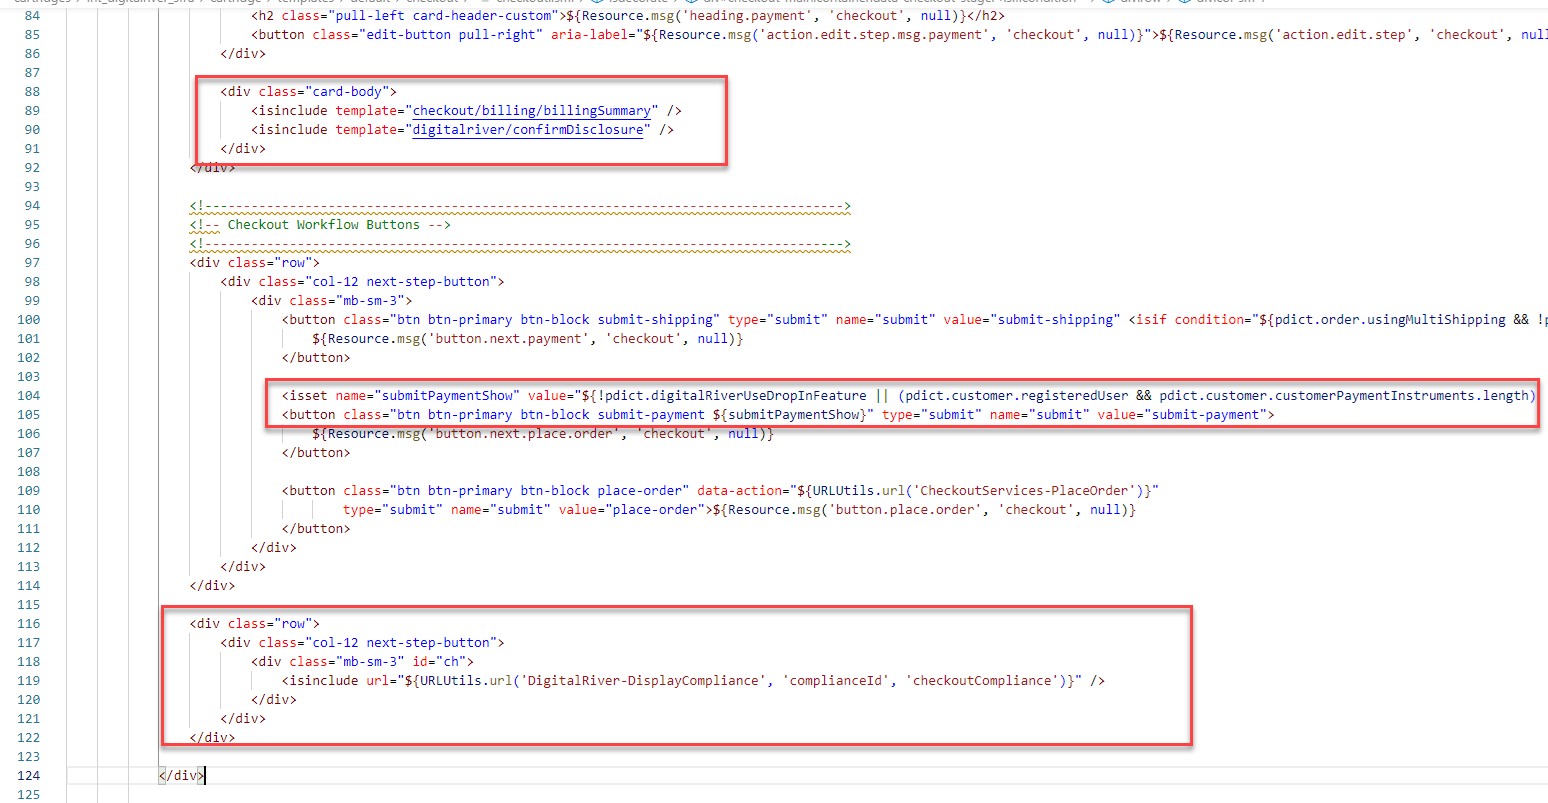 84 <h2 class="pull-left card-header-custom">${Resource.msg('heading.payment', 'checkout', null)}</h2>
85 <button class="edit-button pull-right" aria-label="${Resource.msg('action.edit.step.msg.payment', 'checkout', null)}">${Resource.msg('action.edit.step', 'checkout', nul
86 </div>
87
88 <div class="card-body">
89 <isinclude template="checkout/billing/billingSummary" />
90 <isinclude template="digitalriver/confirmDisclosure" />
91 </div>
92 </div>
93
94 <!----------------------------------------------------------------------------------->
95 <!-- Checkout Workflow Buttons -->
96 <!----------------------------------------------------------------------------------->
97 <div class="row">
98 <div class="col-12 next-step-button">
99 <div class="mb-sm-3">
100 <button class="btn btn-primary btn-block submit-shipping" type="submit" name="submit" value="submit-shipping" <isif condition="${pdict.order.usingMultiShipping && !p
101 ${Resource.msg('button.next.payment', 'checkout', null)}
102 </button>
103
104 <isset name="submitPaymentShow" value="${!pdict.digitalRiverUseDropInFeature || (pdict.customer.registeredUser && pdict.customer.customerPaymentInstruments.length)
105 <button class="btn btn-primary btn-block submit-payment ${submitPaymentShow}" type="submit" name="submit" value="submit-payment">
106 ${Resource.msg('button.next.place.order', 'checkout', null)}
107 </button>
108
109 <button class="btn btn-primary btn-block place-order" data-action="${URLUtils.url('CheckoutServices-PlaceOrder')}"
110 type="submit" name="submit" value="place-order">${Resource.msg('button.place.order', 'checkout', null)}
111 </button>
112 </div>
113 </div>
114 </div>
115
116 <div class="row">
117 <div class="col-12 next-step-button">
118 <div class="mb-sm-3" id="ch">
119 <isinclude url="${URLUtils.url('DigitalRiver-DisplayCompliance', 'complianceId', 'checkoutCompliance')}" />
120 </div>
121 </div>
122 </div>
123
124 </div>
125